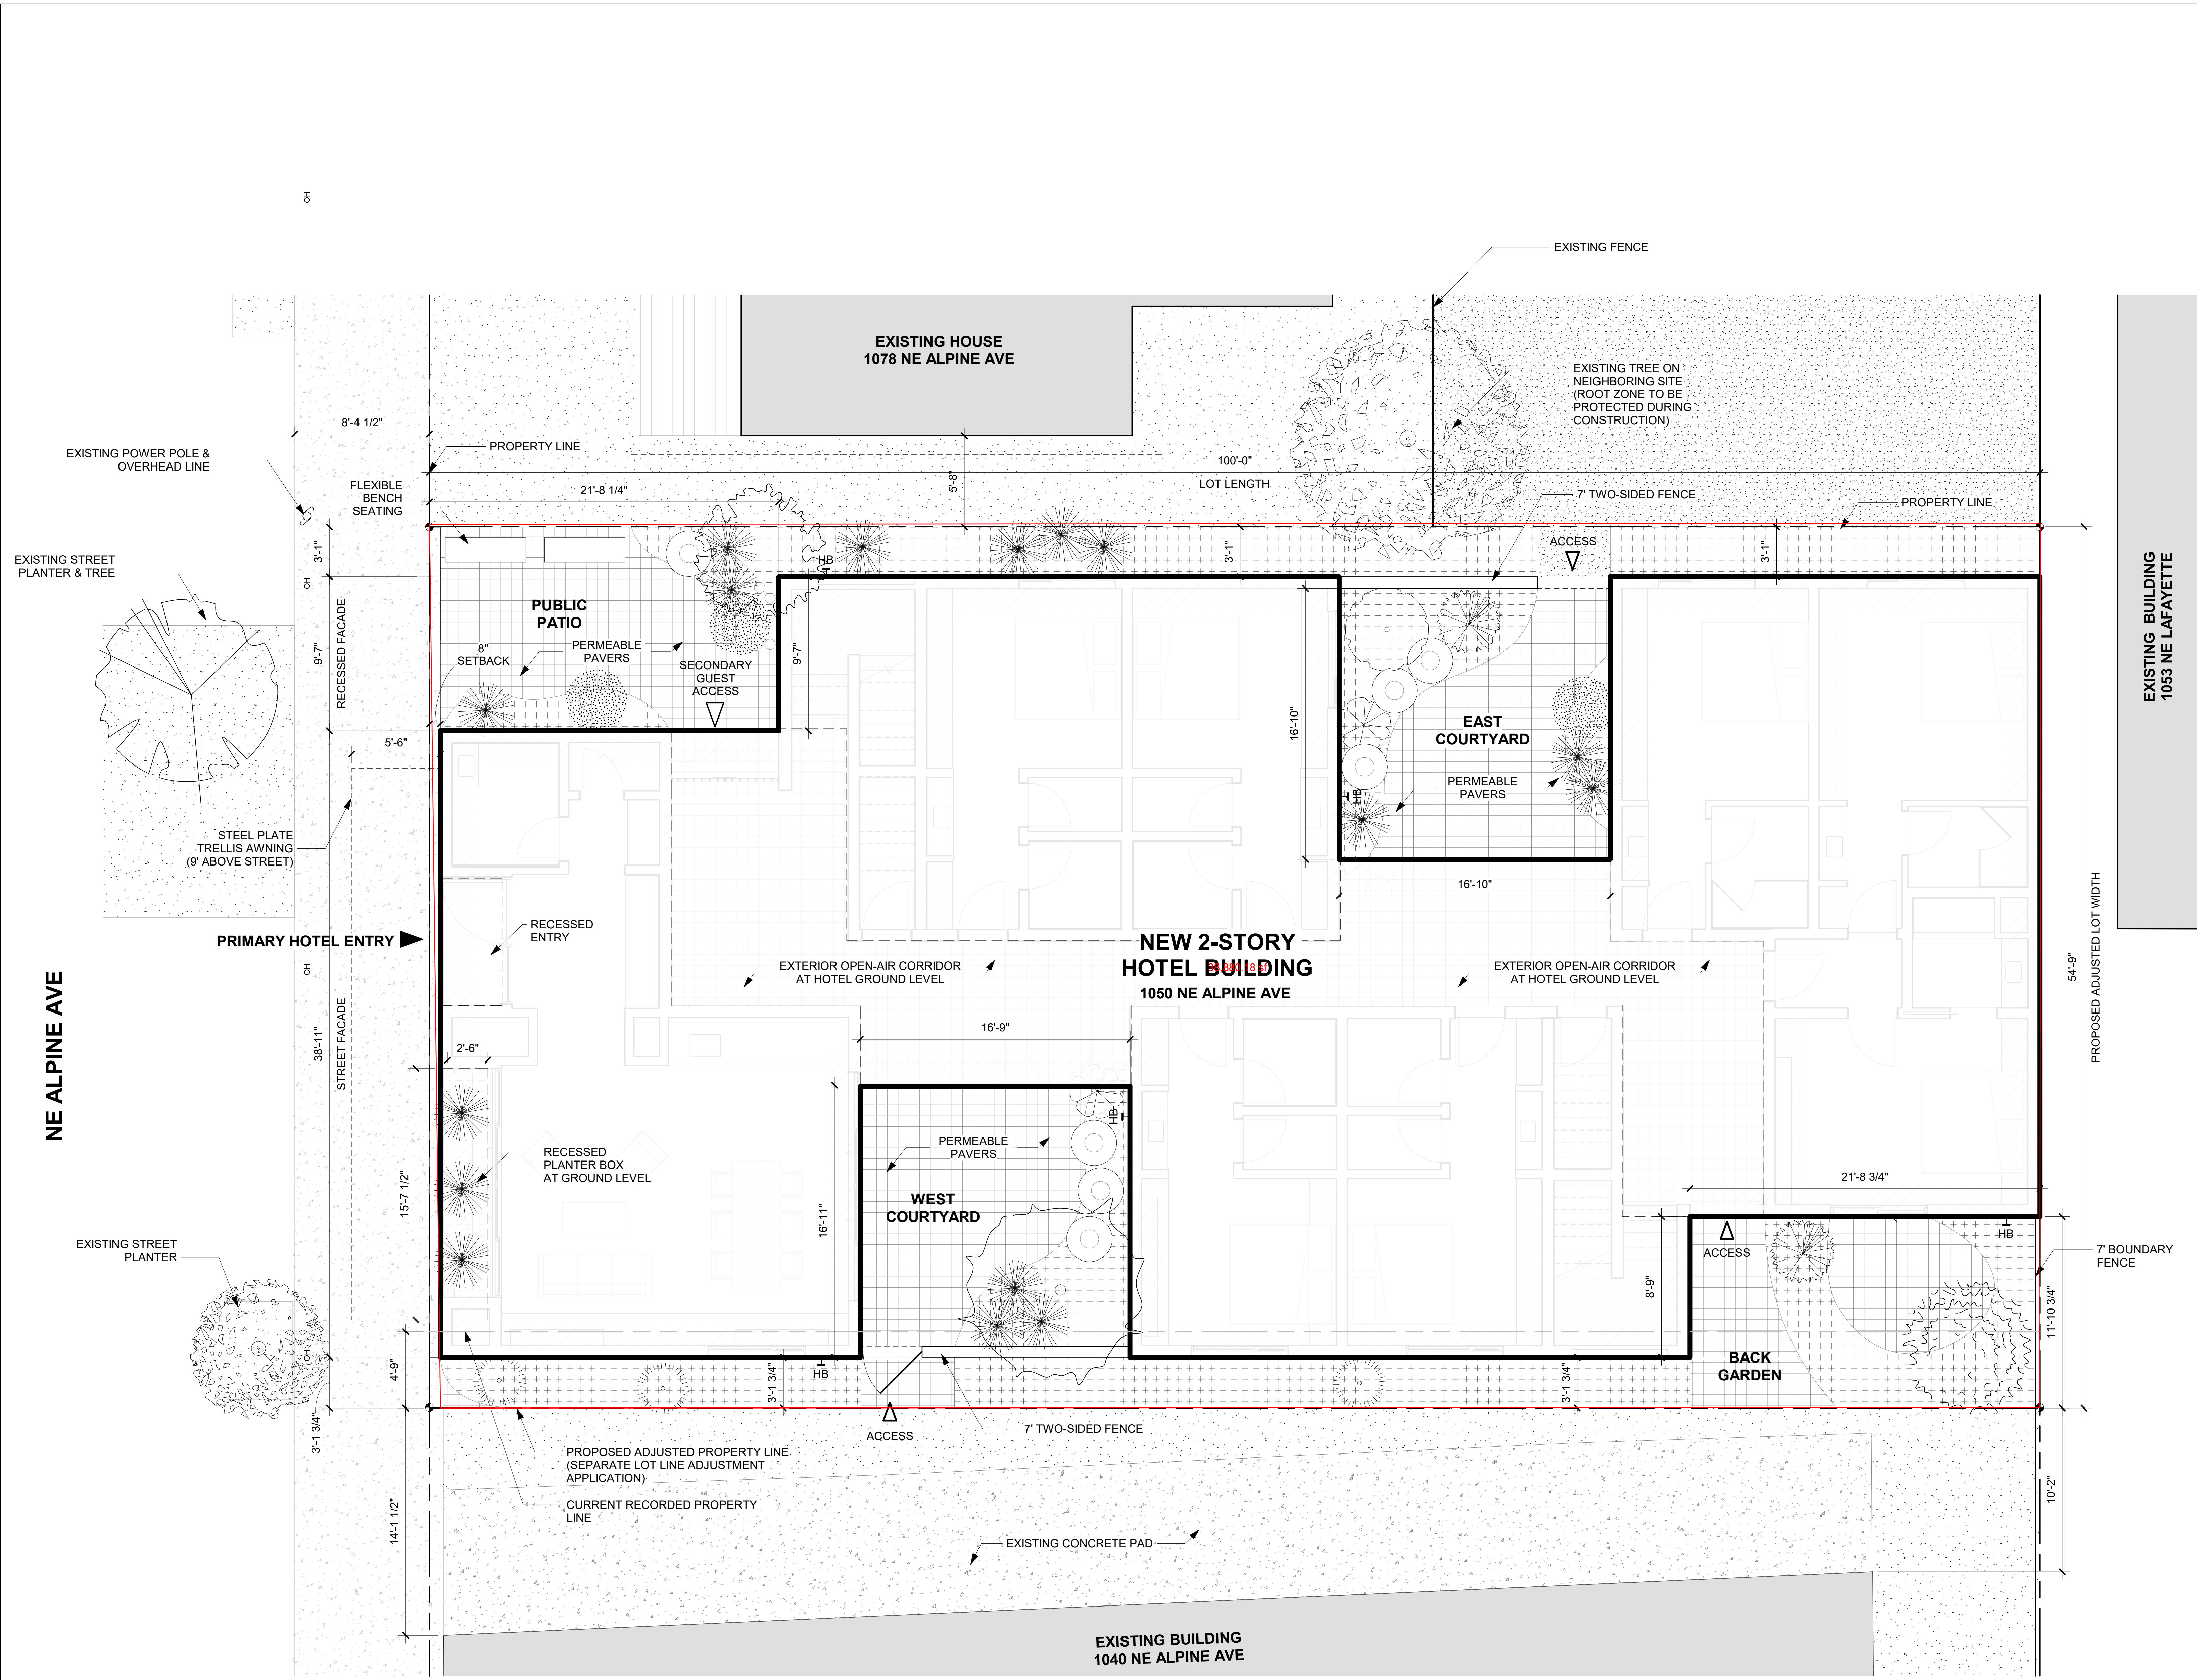 OH
EXISTING FENCE
EXISTING HOUSE
1078 NE ALPINE AVE
EXISTING TREE ON
NEIGHBORING SITE
(ROOT ZONE TO BE
PROTECTED DURING
CONSTRUCTION)
8'-4 1/2"
PROPERTY LINE
EXISTING POWER POLE &
OVERHEAD LINE
100'-0"
LOT LENGTH
5'-8"
FLEXIBLE
BENCH
SEATING
21'-8 1/4"
7' TWO-SIDED FENCE
PROPERTY LINE
3'-1"
EXISTING STREET
PLANTER & TREE
OH
HB
3'-1"
ACCESS
3'-1"
EXISTING BUILDING
1053 NE LAFAYETTE
PUBLIC
PATIO
9'-7"
RECESSED FACADE
8"
SETBACK
PERMEABLE
PAVERS
SECONDARY
GUEST
ACCESS
9'-7"
16'-10"
EAST
COURTYARD
PERMEABLE
PAVERS
HB
5'-6"
STEEL PLATE
TRELLIS AWNING
(9' ABOVE STREET)
16'-10"
RECESSED
ENTRY
PRIMARY HOTEL ENTRY
NEW 2-STORY
HOTEL BUILDING
1050 NE ALPINE AVE
EXTERIOR OPEN-AIR CORRIDOR
AT HOTEL GROUND LEVEL
EXTERIOR OPEN-AIR CORRIDOR
AT HOTEL GROUND LEVEL
54'-9"
PROPOSED ADJUSTED LOT WIDTH
OH
NE ALPINE AVE
38'-11"
STREET FACADE
16'-9"
2'-6"
HB
PERMEABLE
PAVERS
RECESSED
PLANTER BOX
AT GROUND LEVEL
15'-7 1/2"
WEST
COURTYARD
16'-11"
21'-8 3/4"
EXISTING STREET
PLANTER
ACCESS
HB
7' BOUNDARY
FENCE
8'-9"
11'-10 3/4"
OH
4'-9"
3'-1 3/4"
HB
3'-1 3/4"
BACK
GARDEN
3'-1 3/4"
ACCESS
7' TWO-SIDED FENCE
PROPOSED ADJUSTED PROPERTY LINE
(SEPARATE LOT LINE ADJUSTMENT
APPLICATION)
CURRENT RECORDED PROPERTY
LINE
14'-1 1/2"
10'-2"
EXISTING CONCRETE PAD
EXISTING BUILDING
1040 NE ALPINE AVE